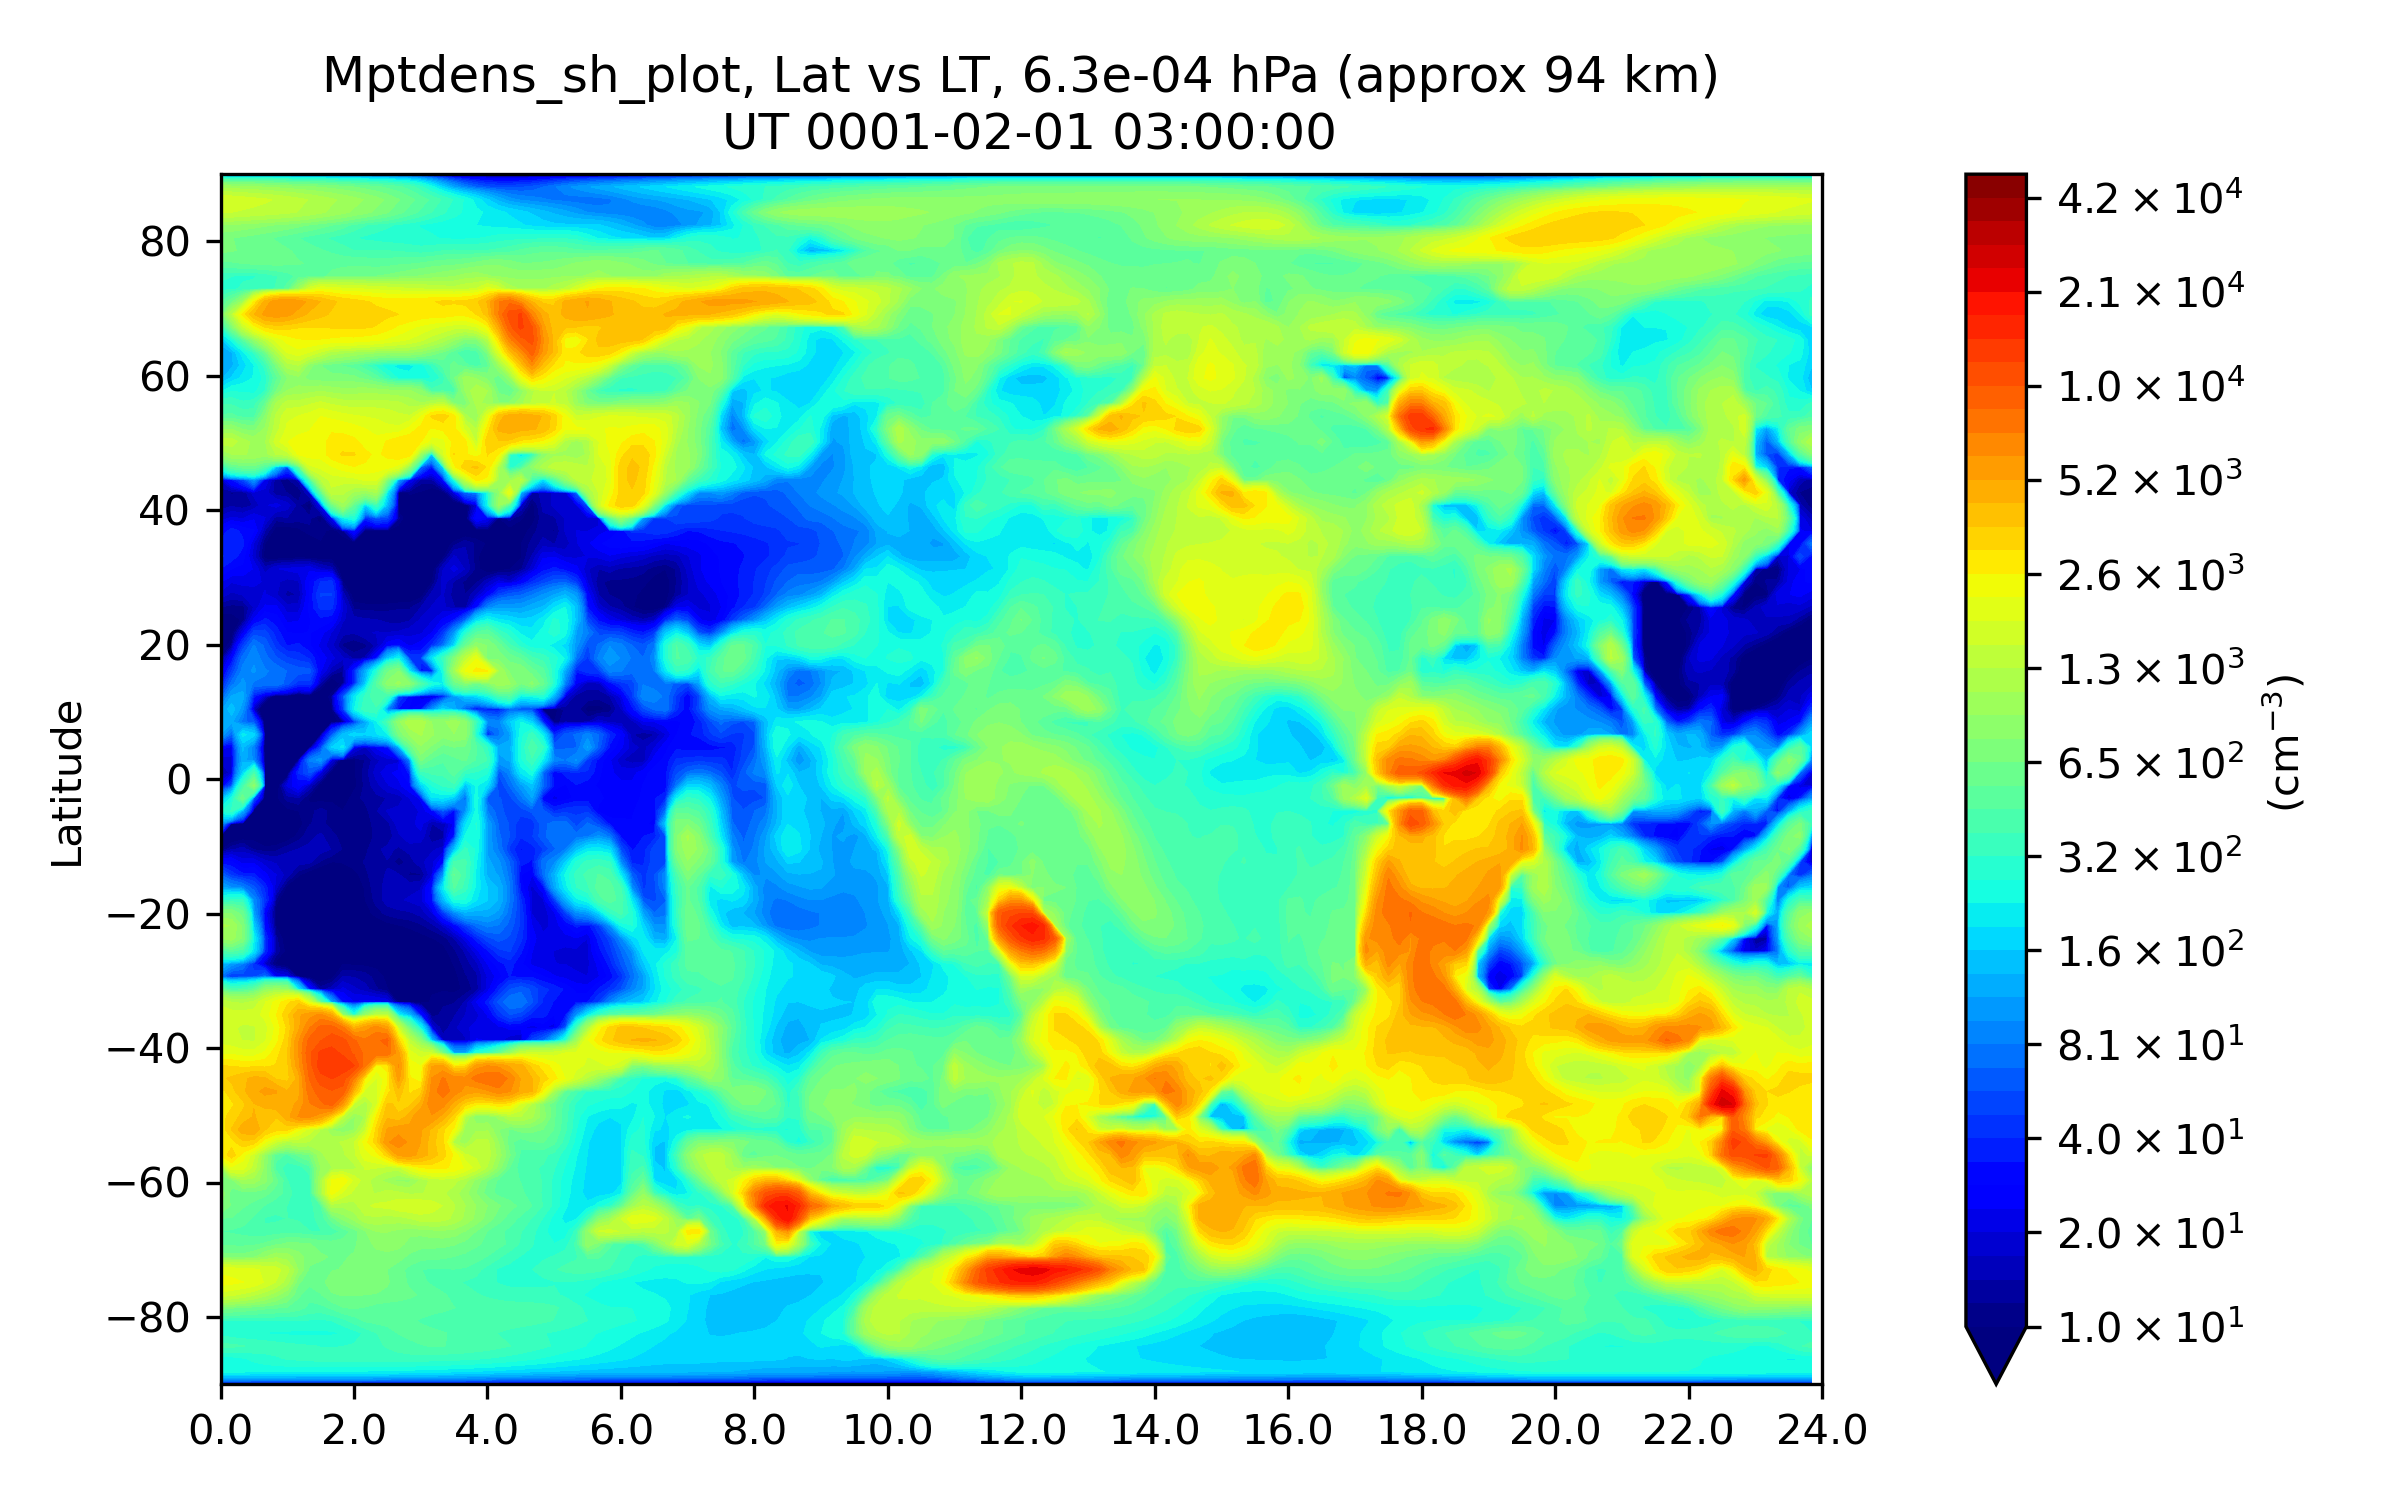 Mptdens_sh_plot, Lat vs LT, 6.3e-04 hPa (approx 94 km)
UT 0001-02-01 03:00:00
Latitude
80
60
40
20
0
−20
−40
−60
−80
0.0 2.0 4.0 6.0 8.0 10.0 12.0 14.0 16.0 18.0 20.0 22.0 24.0
4.2 × 10⁴
2.1 × 10⁴
1.0 × 10⁴
5.2 × 10³
2.6 × 10³
1.3 × 10³
6.5 × 10²
3.2 × 10²
1.6 × 10²
8.1 × 10¹
4.0 × 10¹
2.0 × 10¹
1.0 × 10¹
(cm⁻³)